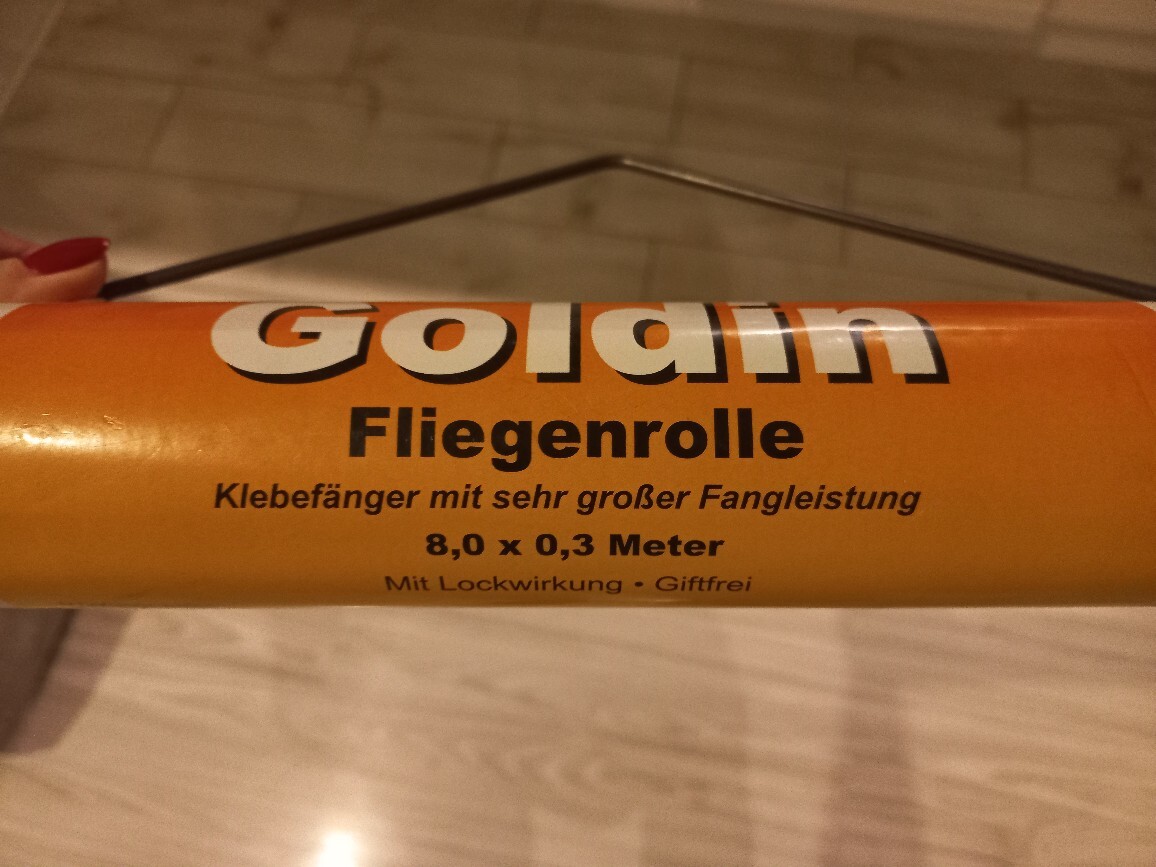 Goldin
Fliegenrolle
Klebefänger mit sehr großer Fangleistung
8,0 x 0,3 Meter
Mit Lockwirkung • Giftfrei